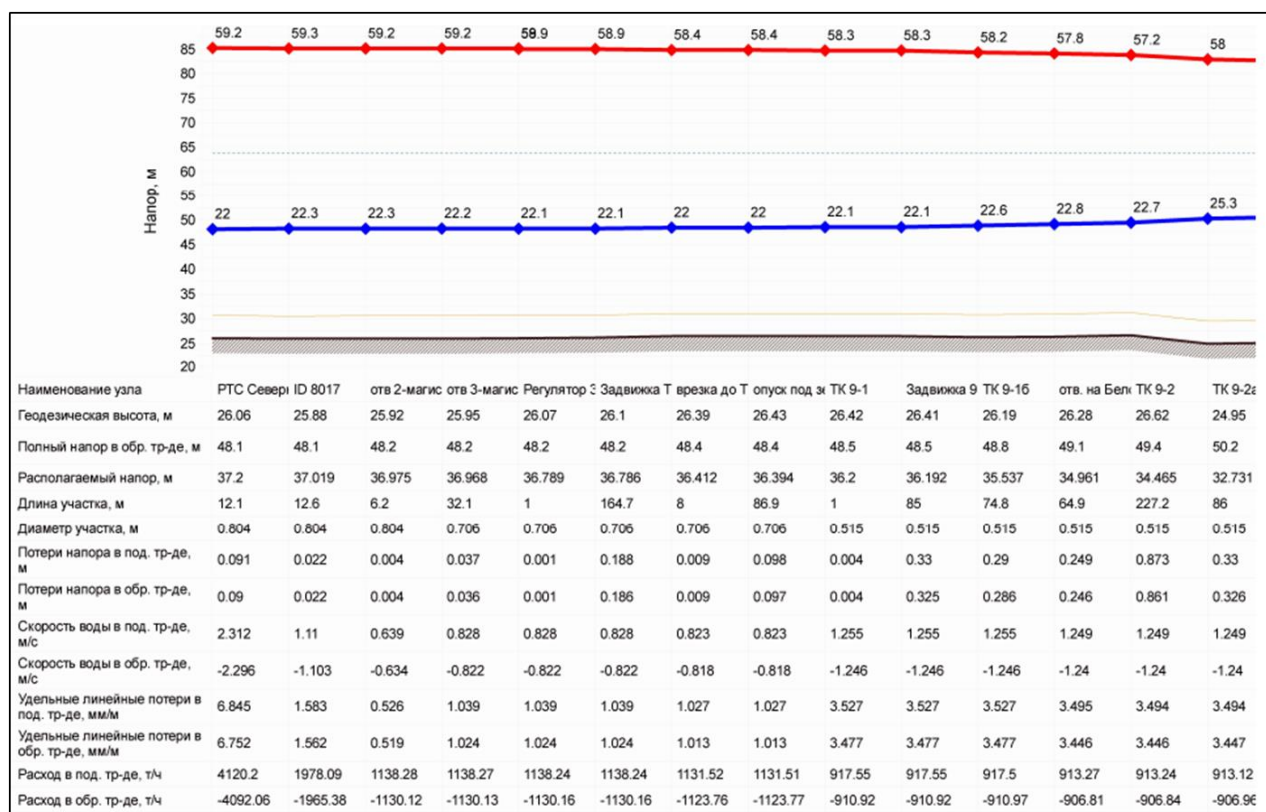 59.2 59.3 59.2 59.2 58.9 58.9 58.4 58.4 58.3 58.3 58.2 57.8 57.2 58
85
80
75
70
65
60
55
22 22.3 22.3 22.2 22.1 22.1 22 22 22.1 22.1 22.6 22.8 22.7 25.3
50
45
40
35
30
25
20
Напор, м
Наименование узла РТС Северн ID 8017 отв 2-магис отв 3-магис Регулятор З Задвижка Т врезка до Т опуск под зе ТК 9-1 Задвижка 9 ТК 9-1б отв. на Бело ТК 9-2 ТК 9-2а
Геодезическая высота, м 26.06 25.88 25.92 25.95 26.07 26.1 26.39 26.43 26.42 26.41 26.19 26.28 26.62 24.95
Полный напор в обр. тр-де, м 48.1 48.1 48.2 48.2 48.2 48.2 48.4 48.4 48.5 48.5 48.8 49.1 49.4 50.2
Располагаемый напор, м 37.2 37.019 36.975 36.968 36.789 36.786 36.412 36.394 36.2 36.192 35.537 34.961 34.465 32.731
Длина участка, м 12.1 12.6 6.2 32.1 1 164.7 8 86.9 1 85 74.8 64.9 227.2 86
Диаметр участка, м 0.804 0.804 0.804 0.706 0.706 0.706 0.706 0.706 0.515 0.515 0.515 0.515 0.515 0.515
Потери напора в под. тр-де,
м 0.091 0.022 0.004 0.037 0.001 0.188 0.009 0.098 0.004 0.33 0.29 0.249 0.873 0.33
Потери напора в обр. тр-де,
м 0.09 0.022 0.004 0.036 0.001 0.186 0.009 0.097 0.004 0.325 0.286 0.246 0.861 0.326
Скорость воды в под. тр-де,
м/с 2.312 1.11 0.639 0.828 0.828 0.828 0.823 0.823 1.255 1.255 1.255 1.249 1.249 1.249
Скорость воды в обр. тр-де,
м/с -2.296 -1.103 -0.634 -0.822 -0.822 -0.822 -0.818 -0.818 -1.246 -1.246 -1.246 -1.24 -1.24 -1.24
Удельные линейные потери в
под. тр-де, мм/м 6.845 1.583 0.526 1.039 1.039 1.039 1.027 1.027 3.527 3.527 3.527 3.495 3.494 3.494
Удельные линейные потери в
обр. тр-де, мм/м 6.752 1.562 0.519 1.024 1.024 1.024 1.013 1.013 3.477 3.477 3.477 3.446 3.446 3.447
Расход в под. тр-де, т/ч 4120.2 1978.09 1138.28 1138.27 1138.24 1138.24 1131.52 1131.51 917.55 917.55 917.5 913.27 913.24 913.12
Расход в обр. тр-де, т/ч -4092.06 -1965.38 -1130.12 -1130.13 -1130.16 -1130.16 -1123.76 -1123.77 -910.92 -910.92 -910.97 -906.81 -906.84 -906.96